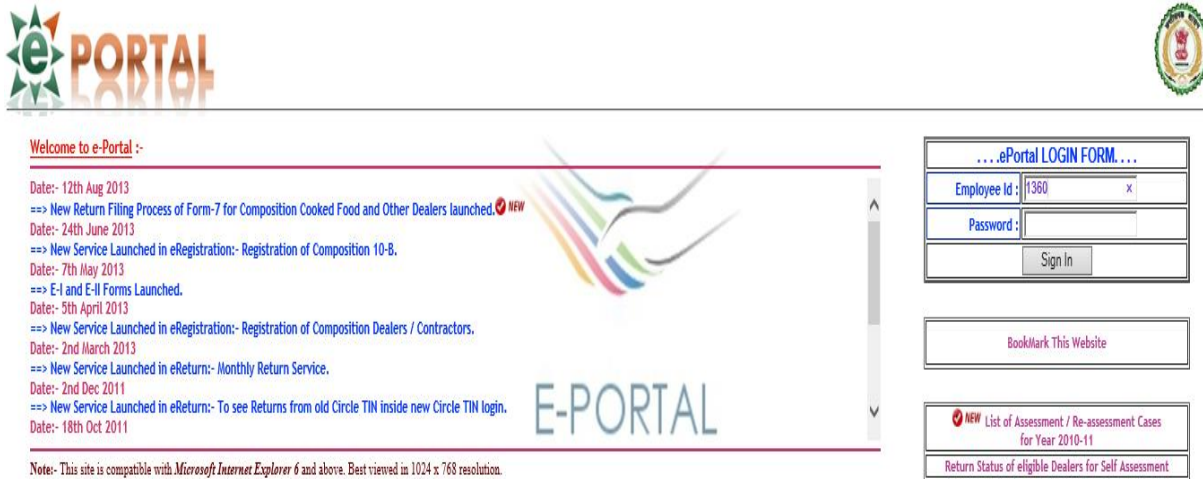 e PORTAL
Welcome to e-Portal :-
Date:- 12th Aug 2013
==> New Return Filing Process of Form-7 for Composition Cooked Food and Other Dealers launched. NEW
Date:- 24th June 2013
==> New Service Launched in eRegistration:- Registration of Composition 10-B.
Date:- 7th May 2013
==> E-I and E-II Forms Launched.
Date:- 5th April 2013
==> New Service Launched in eRegistration:- Registration of Composition Dealers / Contractors.
Date:- 2nd March 2013
==> New Service Launched in eReturn:- Monthly Return Service.
Date:- 2nd Dec 2011
==> New Service Launched in eReturn:- To see Returns from old Circle TIN inside new Circle TIN login.
Date:- 18th Oct 2011
E-PORTAL
Note:- This site is compatible with Microsoft Internet Explorer 6 and above. Best viewed in 1024 x 768 resolution.
. . . .ePortal LOGIN FORM. . . .
Employee Id : 1360 x
Password :
Sign In
BookMark This Website
NEW List of Assessment / Re-assessment Cases
for Year 2010-11
Return Status of eligible Dealers for Self Assessment